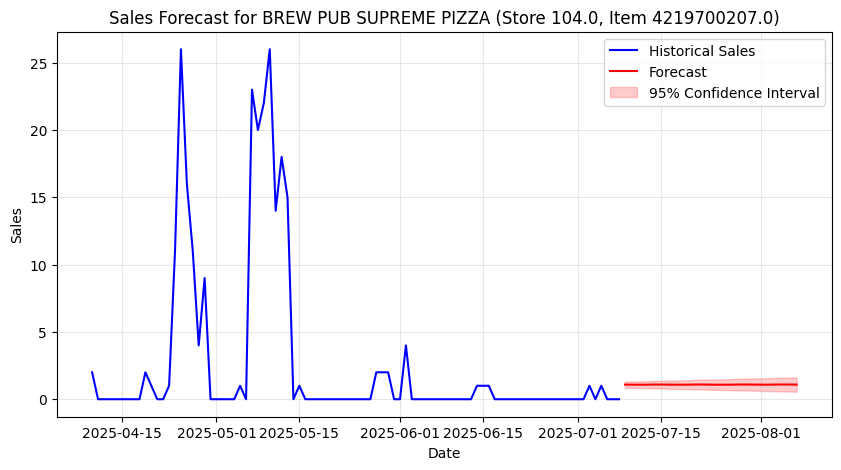 Sales Forecast for BREW PUB SUPREME PIZZA (Store 104.0, Item 4219700207.0)
Historical Sales
Forecast
95% Confidence Interval
25
20
15
10
5
0
Sales
2025-04-15 2025-05-01 2025-05-15 2025-06-01 2025-06-15 2025-07-01 2025-07-15 2025-08-01
Date